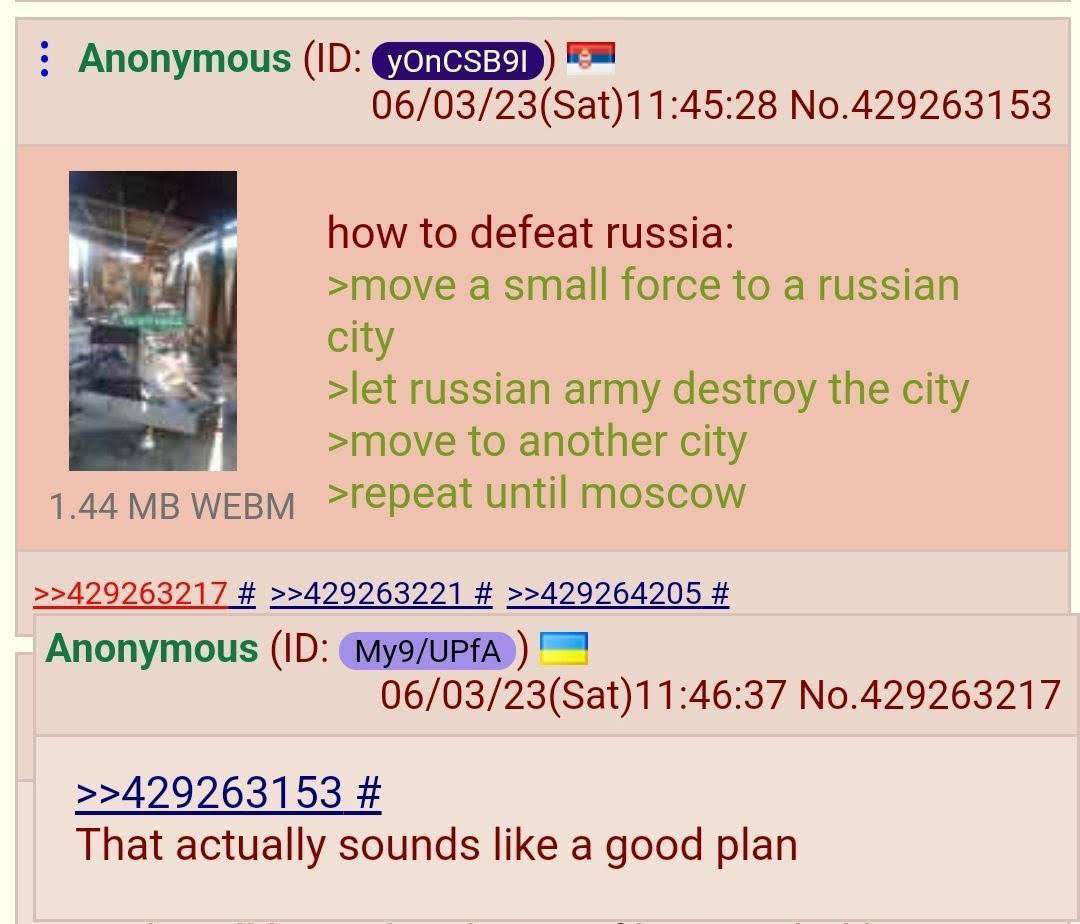 Anonymous (ID: yOnCSB9I)
06/03/23(Sat)11:45:28 No.429263153
how to defeat russia:
>move a small force to a russian
city
>let russian army destroy the city
>move to another city
>repeat until moscow
1.44 MB WEBM
>>429263217 # >>429263221 # >>429264205 #
Anonymous (ID: My9/UPfA)
06/03/23(Sat)11:46:37 No.429263217
>>429263153 #
That actually sounds like a good plan